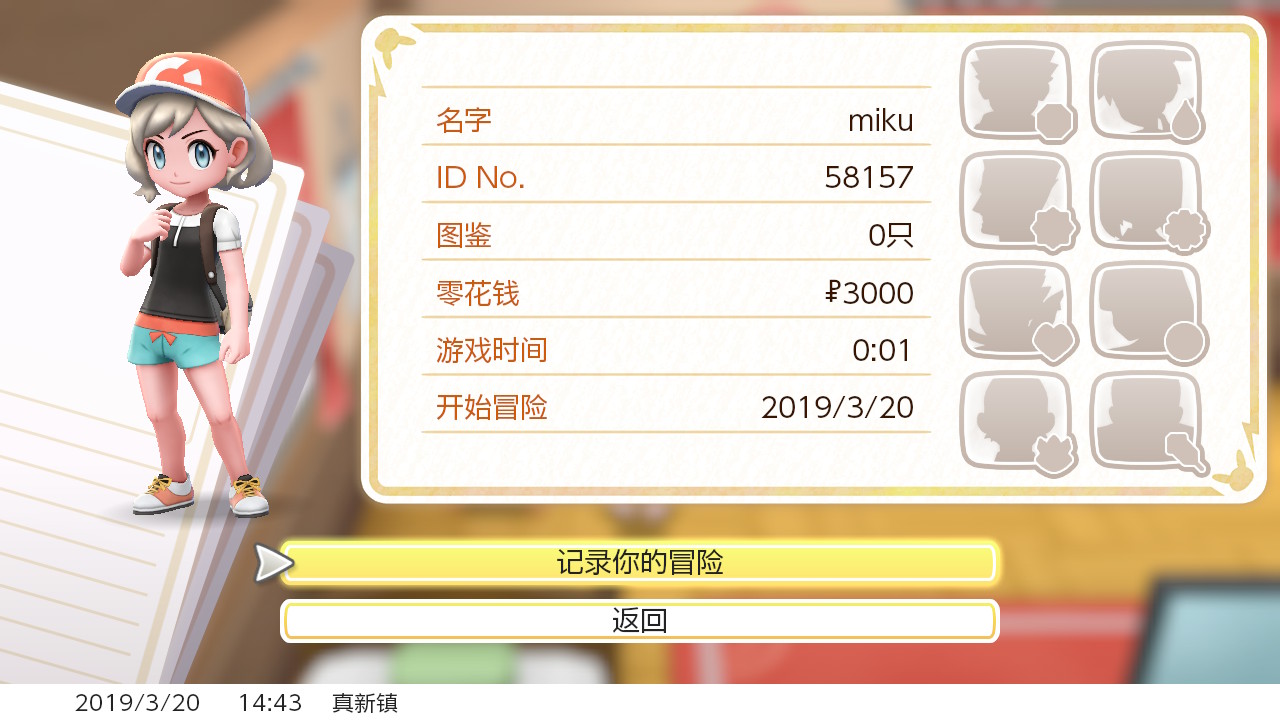 名字 miku
ID No. 58157
图鉴 0只
零花钱 ₽3000
游戏时间 0:01
开始冒险 2019/3/20
记录你的冒险
返回
2019/3/20 14:43 真新镇